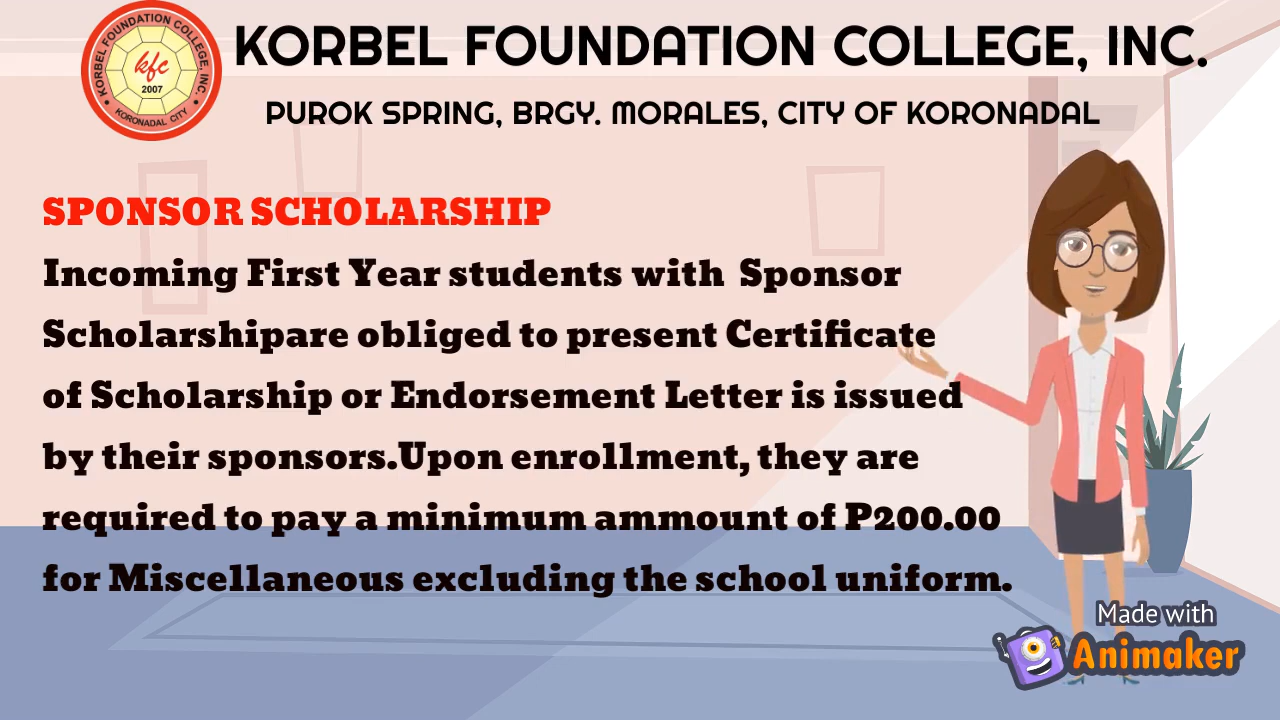 KORBEL FOUNDATION COLLEGE, INC.
kfc
2007
KORONADAL CITY
KORBEL FOUNDATION COLLEGE, INC.
PUROK SPRING, BRGY. MORALES, CITY OF KORONADAL
SPONSOR SCHOLARSHIP
Incoming First Year students with Sponsor
Scholarshipare obliged to present Certificate
of Scholarship or Endorsement Letter is issued
by their sponsors.Upon enrollment, they are
required to pay a minimum ammount of P200.00
for Miscellaneous excluding the school uniform.
Made with
Animaker